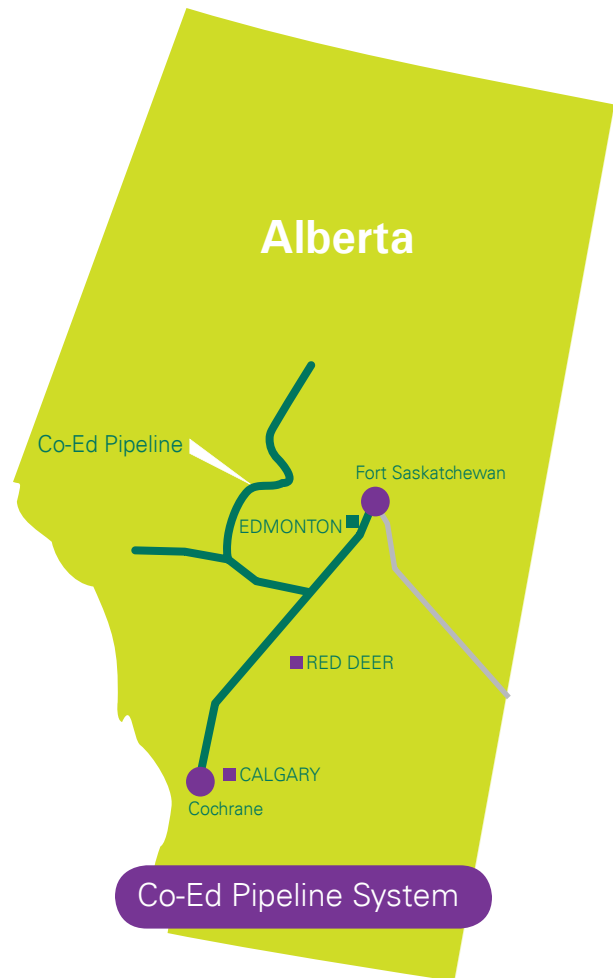 Alberta
Co-Ed Pipeline
Fort Saskatchewan
EDMONTON
RED DEER
CALGARY
Cochrane
Co-Ed Pipeline System